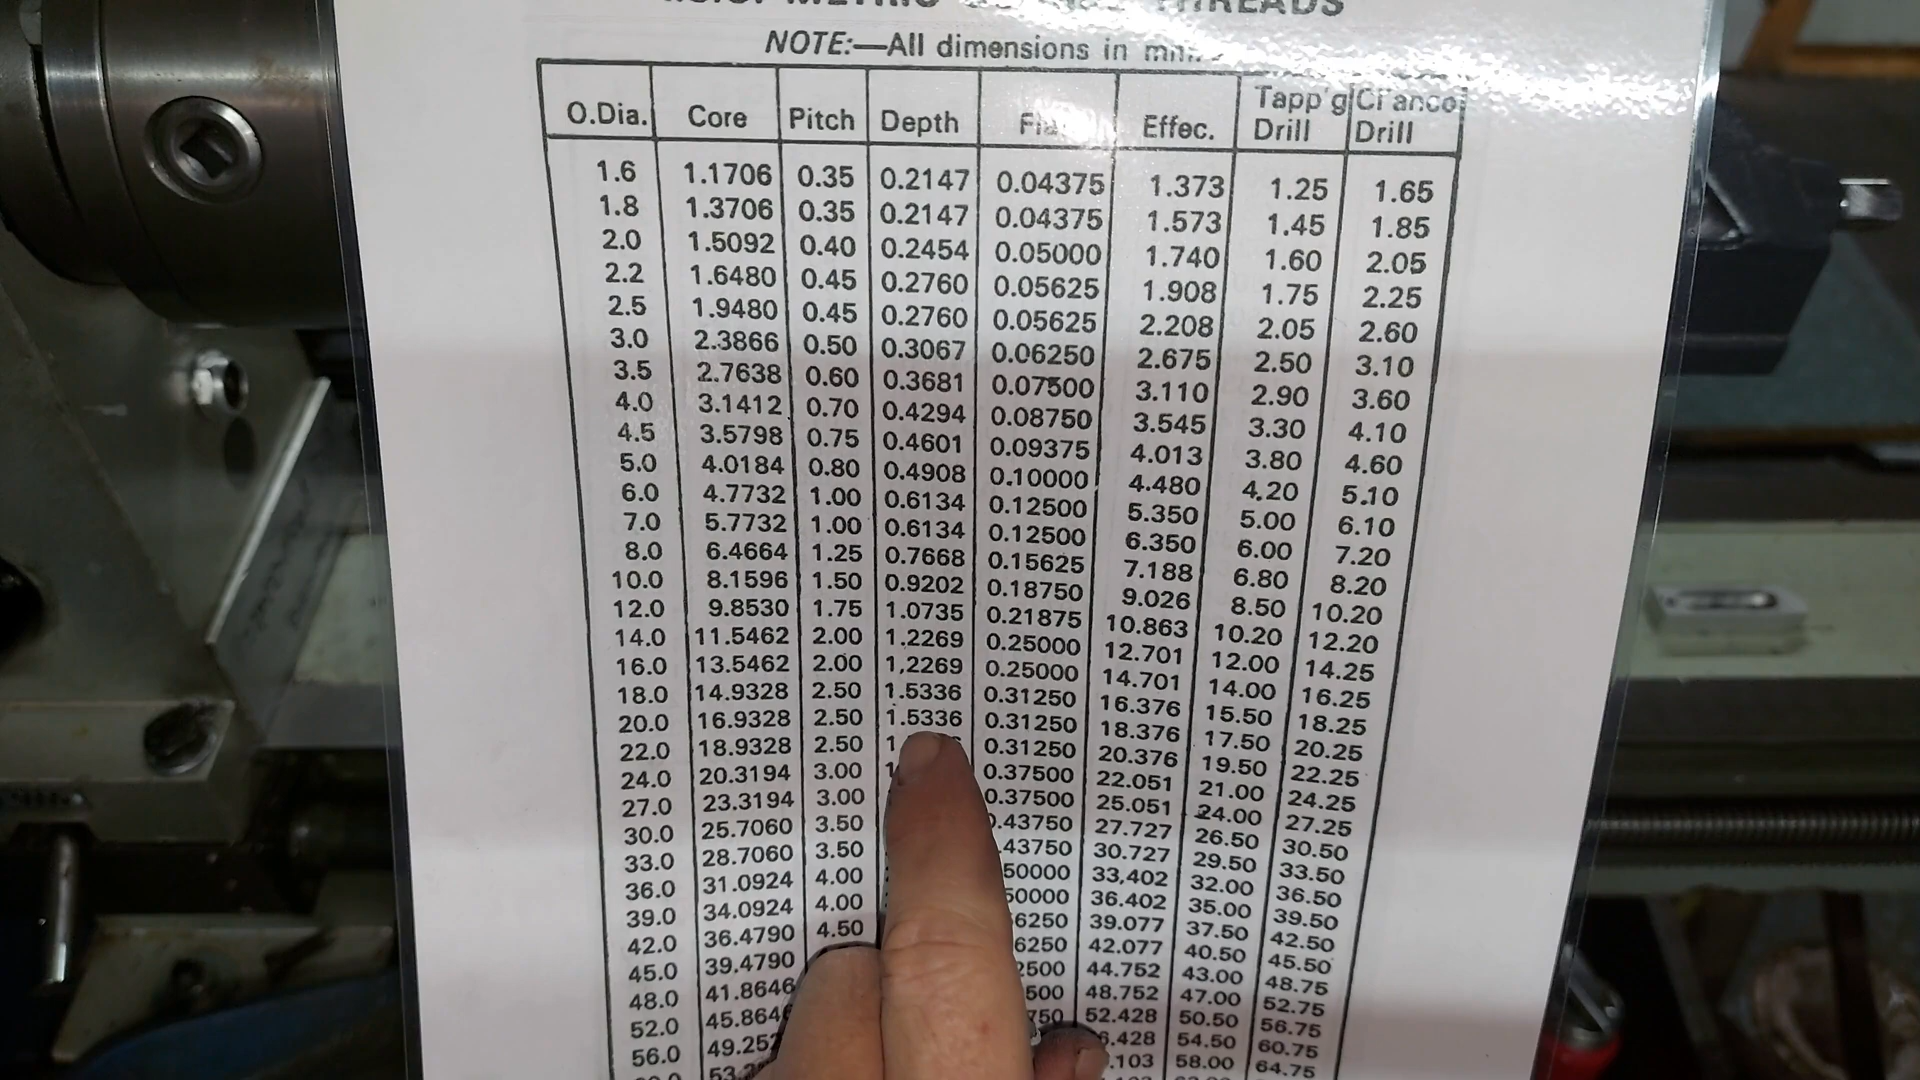 METRIC THREADS
NOTE:—All dimensions in
O.Dia. Core Pitch Depth Effec. Tapp'g Drill Drill
1.6 1.1706 0.35 0.2147 0.04375 1.373 1.25 1.65
1.8 1.3706 0.35 0.2147 0.04375 1.573 1.45 1.85
2.0 1.5092 0.40 0.2454 0.05000 1.740 1.60 2.05
2.2 1.6480 0.45 0.2760 0.05625 1.908 1.75 2.25
2.5 1.9480 0.45 0.2760 0.05625 2.208 2.05 2.60
3.0 2.3866 0.50 0.3067 0.06250 2.675 2.50 3.10
3.5 2.7638 0.60 0.3681 0.07500 3.110 2.90 3.60
4.0 3.1412 0.70 0.4294 0.08750 3.545 3.30 4.10
4.5 3.5798 0.75 0.4601 0.09375 4.013 3.80 4.60
5.0 4.0184 0.80 0.4908 0.10000 4.480 4.20 5.10
6.0 4.7732 1.00 0.6134 0.12500 5.350 5.00 6.10
7.0 5.7732 1.00 0.6134 0.12500 6.350 6.00 7.20
8.0 6.4664 1.25 0.7668 0.15625 7.188 6.80 8.20
10.0 8.1596 1.50 0.9202 0.18750 9.026 8.50 10.20
12.0 9.8530 1.75 1.0735 0.21875 10.863 10.20 12.20
14.0 11.5462 2.00 1.2269 0.25000 12.701 12.00 14.25
16.0 13.5462 2.00 1,2269 0.25000 14.701 14.00 16.25
18.0 14.9328 2.50 1.5336 0.31250 16.376 15.50 18.25
20.0 16.9328 2.50 1.5336 0.31250 18.376 17.50 20.25
22.0 18.9328 2.50 0.31250 20.376 19.50 22.25
24.0 20.3194 3.00 0.37500 22.051 21.00 24.25
27.0 23.3194 3.00 0.37500 25.051 24.00 27.25
30.0 25.7060 3.50 .43750 27.727 26.50 30.50
33.0 28.7060 3.50 .43750 30.727 29.50 33.50
36.0 31.0924 4.00 50000 33,402 32.00 36.50
39.0 34.0924 4.00 50000 36.402 35.00 39.50
42.0 36.4790 4.50 6250 39.077 37.50 42.50
45.0 39.4790 6250 42.077 40.50 45.50
48.0 41.8646 2500 44.752 43.00 48.75
52.0 45.864 500 48.752 47.00 52.75
56.0 49.25 750 52.428 50.50 56.75
53. 6.428 54.50 60.75
.103 58.00 64.75